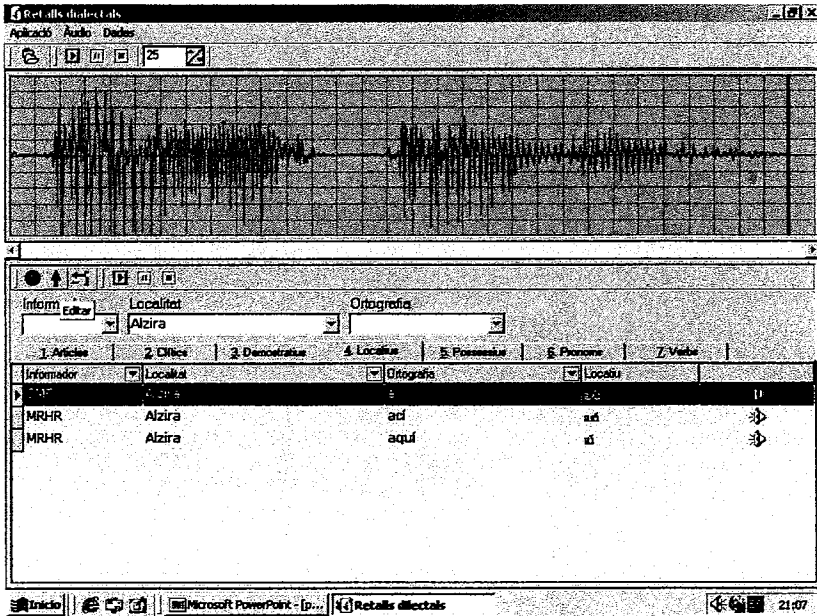 Retalls dialectals
Aplicació Àudio Dades
25
Informa
Editar
Localitat
Ortografia
Alzira
1. Articles 2. Clítics 3. Demostratius 4. Locatius 5. Possessius 6. Pronoms 7. Verbs
Informador Localitat Ortografia Locatiu
MRHR Alzira ací
MRHR Alzira aquí
Inicio Microsoft PowerPoint - [p... Retalls dilectals 21:07